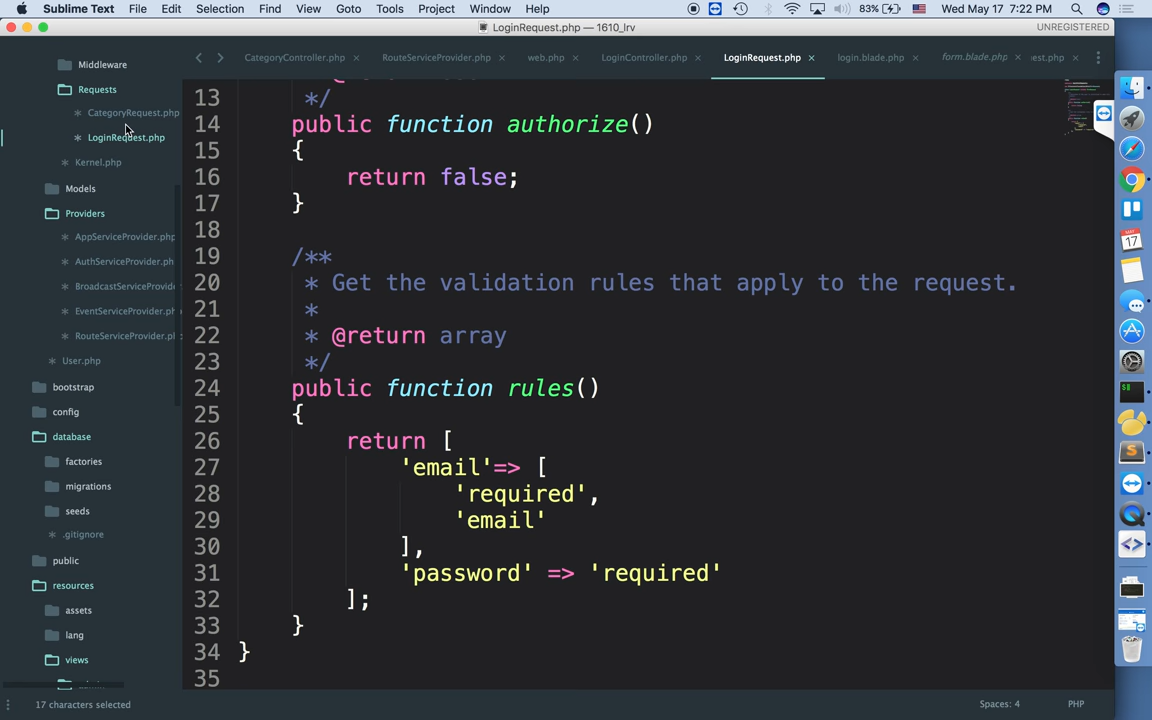 Sublime Text File Edit Selection Find View Goto Tools Project Window Help 83% Wed May 17 7:22 PM
LoginRequest.php — 1610_lrv UNREGISTERED
CategoryController.php × RouteServiceProvider.php × web.php × LoginController.php × LoginRequest.php × login.blade.php × form.blade.php × est.php ×
Middleware
Requests
CategoryRequest.php
LoginRequest.php
Kernel.php
Models
Providers
AppServiceProvider.php
AuthServiceProvider.ph
BroadcastServiceProvide
EventServiceProvider.ph
RouteServiceProvider.ph
User.php
bootstrap
config
database
factories
migrations
seeds
.gitignore
public
resources
assets
lang
views
13 */
14 public function authorize()
15 {
16 return false;
17 }
18
19 /**
20 * Get the validation rules that apply to the request.
21 *
22 * @return array
23 */
24 public function rules()
25 {
26 return [
27 'email'=> [
28 'required',
29 'email'
30 ],
31 'password' => 'required'
32 ];
33 }
34 }
35
17
17 characters selected Spaces: 4 PHP